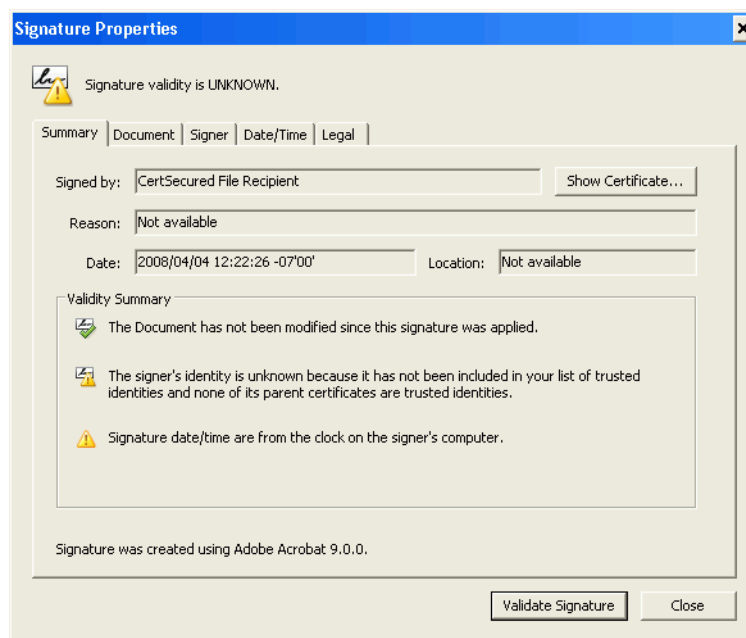 Signature Properties
Signature validity is UNKNOWN.
Summary Document Signer Date/Time Legal
Signed by: CertSecured File Recipient Show Certificate...
Reason: Not available
Date: 2008/04/04 12:22:26 -07'00' Location: Not available
Validity Summary
The Document has not been modified since this signature was applied.
The signer's identity is unknown because it has not been included in your list of trusted
identities and none of its parent certificates are trusted identities.
Signature date/time are from the clock on the signer's computer.
Signature was created using Adobe Acrobat 9.0.0.
Validate Signature Close